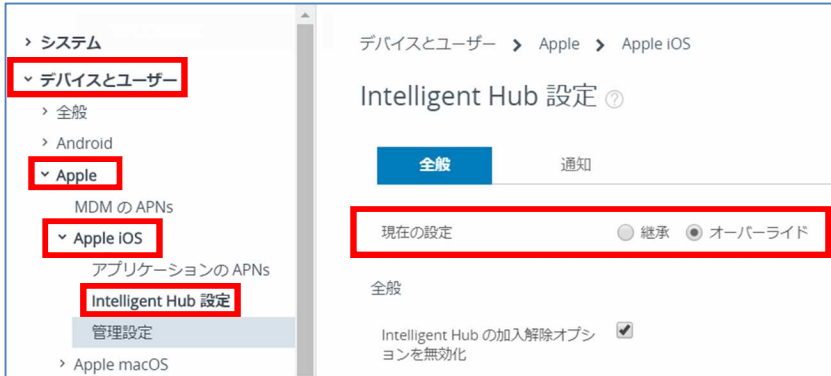 システム
デバイスとユーザー
全般
Android
Apple
MDM の APNs
Apple iOS
アプリケーションの APNs
Intelligent Hub 設定
管理設定
Apple macOS
デバイスとユーザー > Apple > Apple iOS
Intelligent Hub 設定 ?
全般 通知
現在の設定 継承 オーバーライド
全般
Intelligent Hub の加入解除オプシ
ョンを無効化